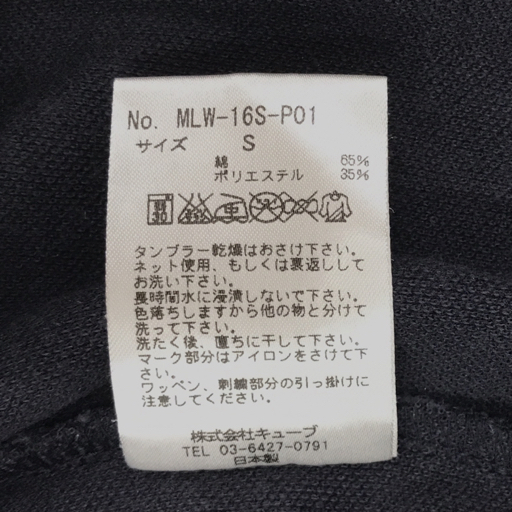 No. MLW-16S-P01
サイズ S
綿 65%
ポリエステル 35%
タンブラー乾燥はおさけ下さい。
ネット使用、もしくは裏返しして
お洗い下さい。
長時間水に浸漬しないで下さい。
色落ちしますから他の物と分けて
洗って下さい。
洗たく後、直ちに干して下さい。
マーク部分はアイロンをさけて下
さい。
ワッペン、刺繍部分の引っ掛けに
注意してください。
株式会社キューブ
TEL 03-6427-0791
日本製